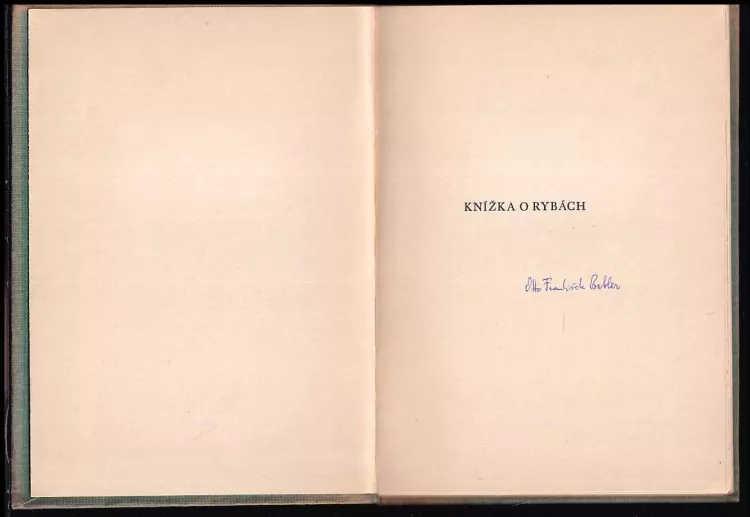 KNÍŽKA O RYBÁCH
Otto František Babler